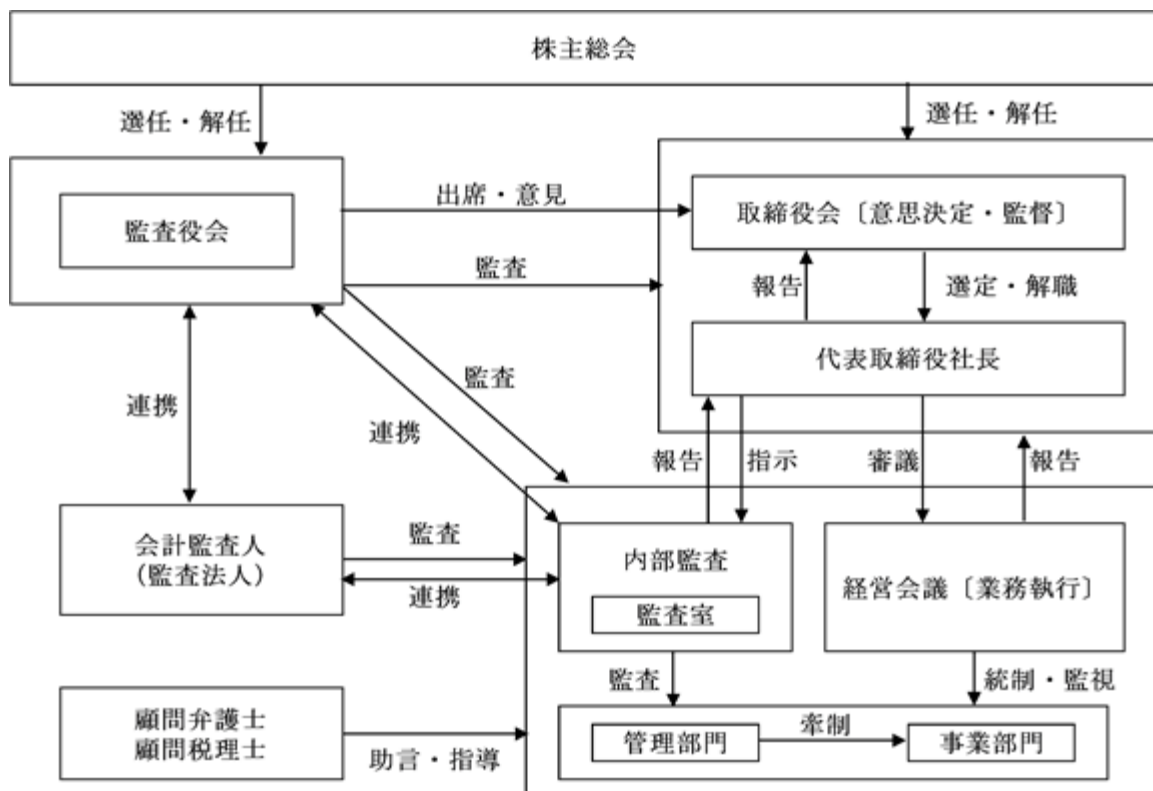 株主総会
選任・解任
選任・解任
監査役会
出席・意見
取締役会〔意思決定・監督〕
監査
報告
選定・解職
代表取締役社長
監査
連携
連携
報告
指示
審議
報告
会計監査人
（監査法人）
監査
連携
内部監査
監査室
経営会議〔業務執行〕
監査
統制・監視
顧問弁護士
顧問税理士
助言・指導
管理部門
牽制
事業部門